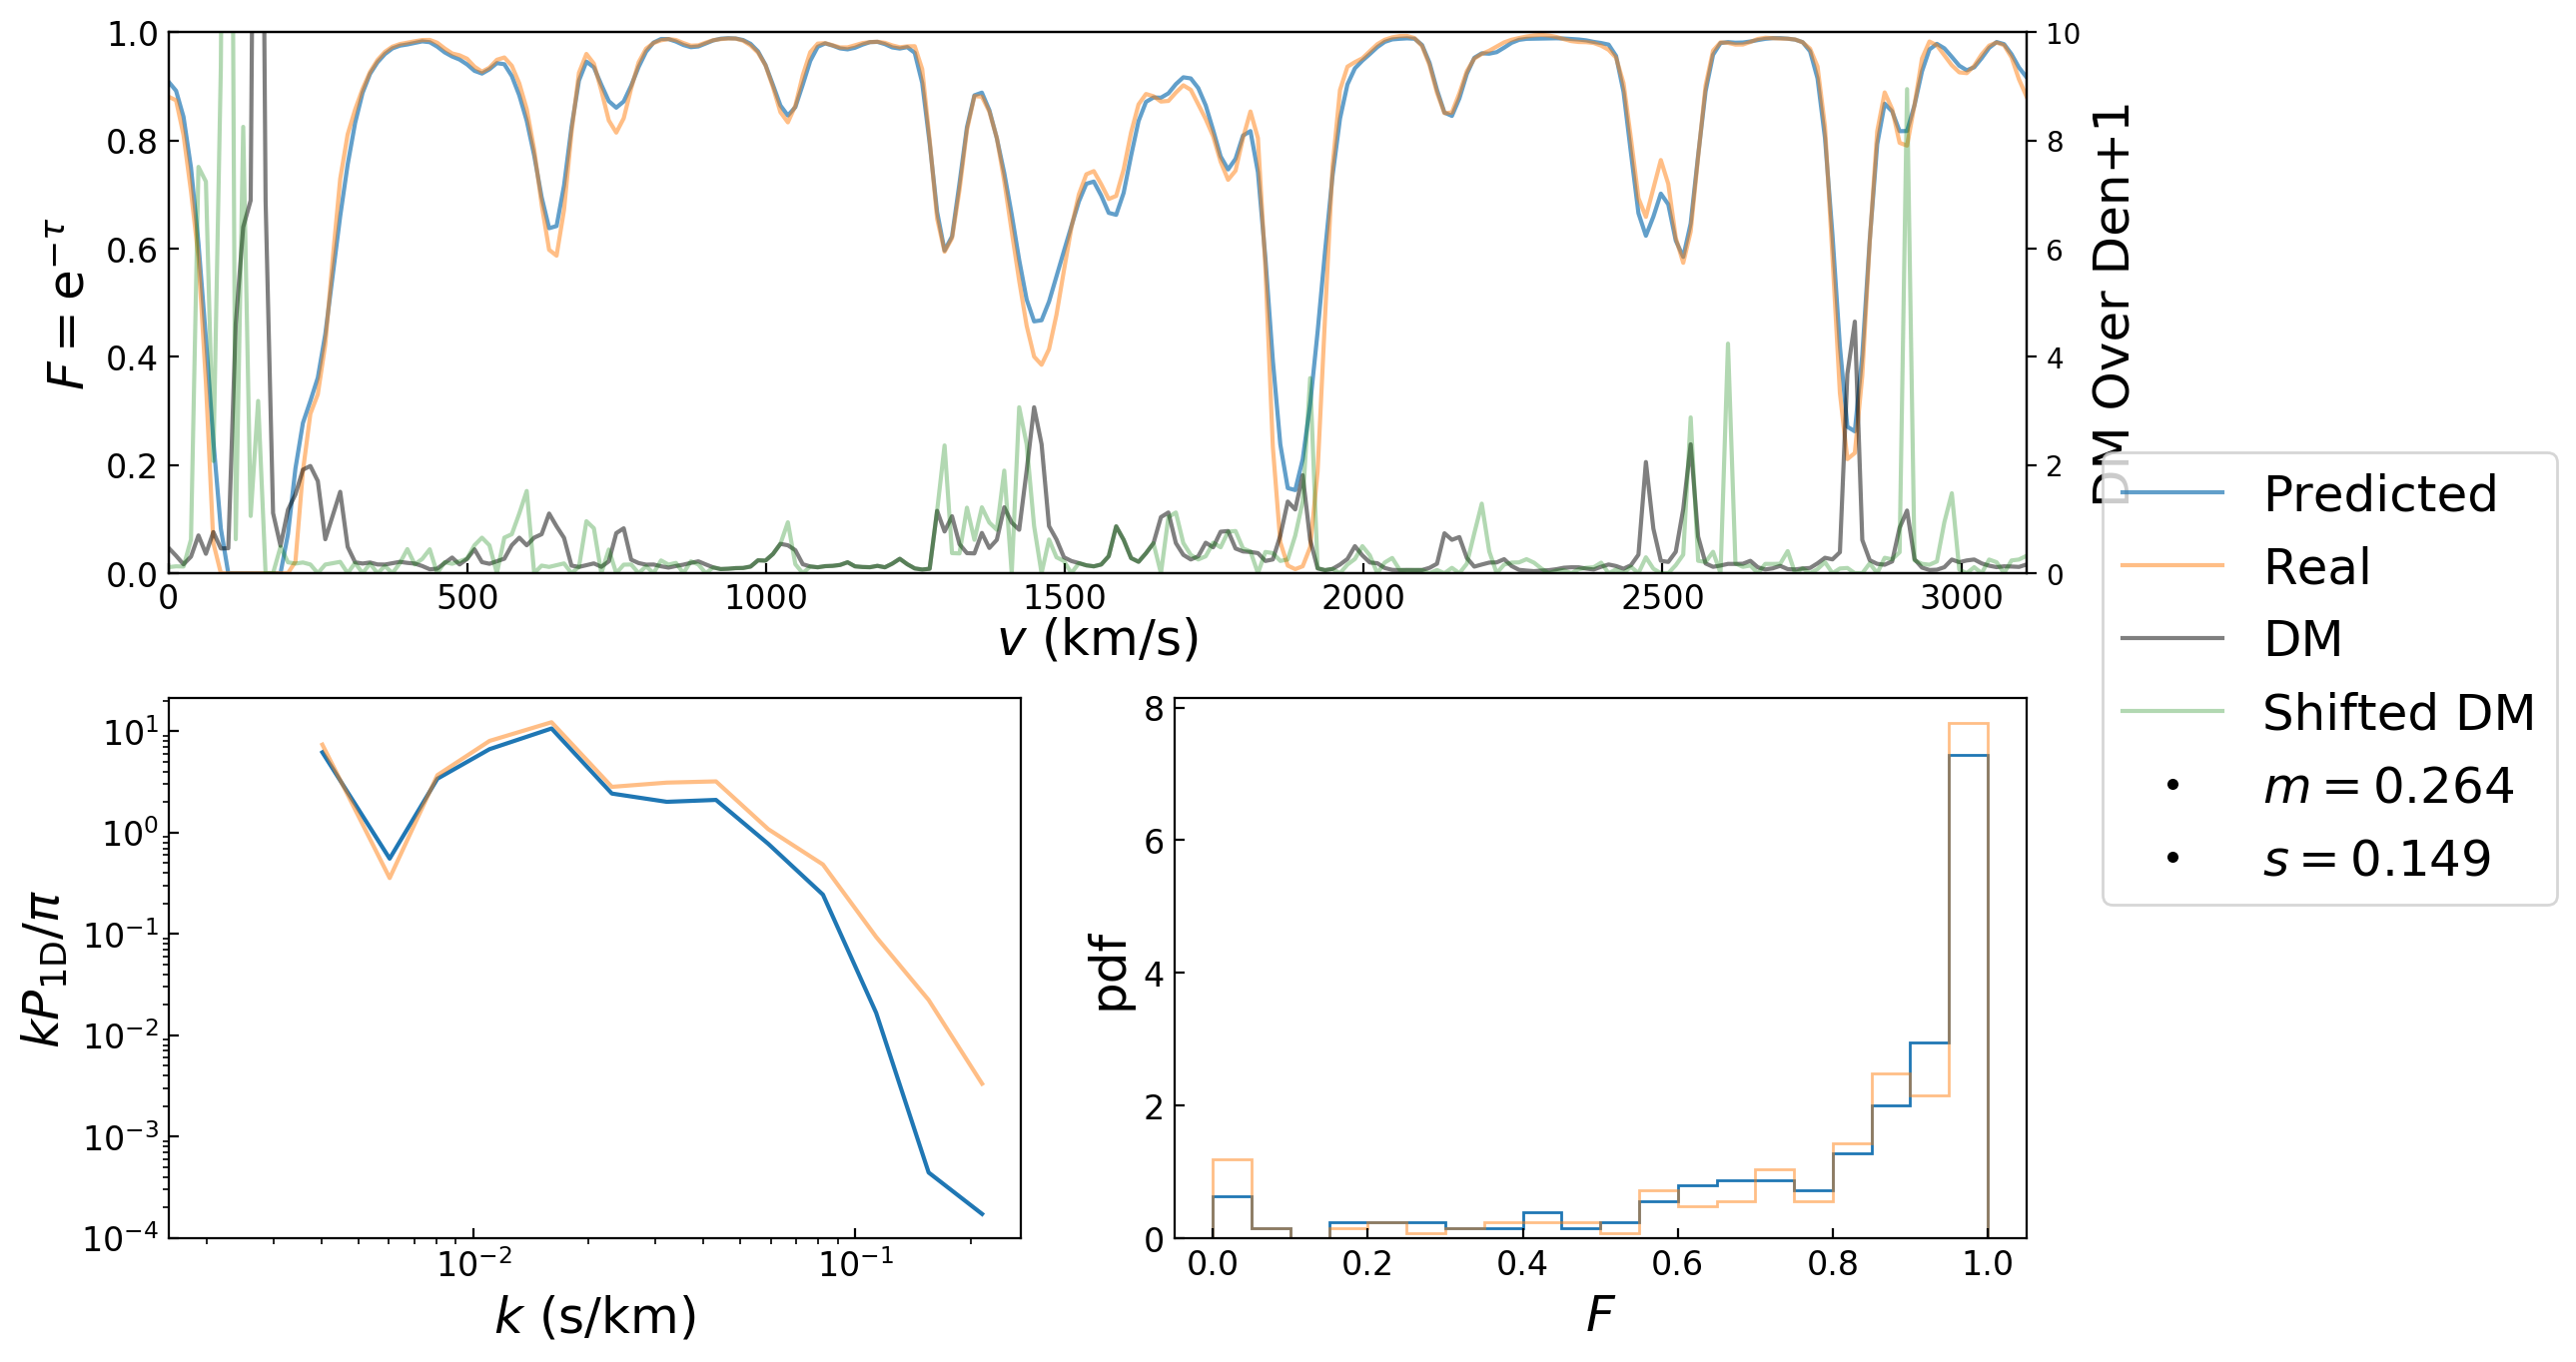 1.0
0.8
0.6
0.4
0.2
0.0
F = e^{−τ}
10
8
6
4
2
0
DM Over Den+1
0 500 1000 1500 2000 2500 3000
v (km/s)
Predicted
Real
DM
Shifted DM
m = 0.264
s = 0.149
10^1
10^0
10^{−1}
10^{−2}
10^{−3}
10^{−4}
kP_{1D}/π
10^{−2} 10^{−1}
k (s/km)
8
6
4
2
0
pdf
0.0 0.2 0.4 0.6 0.8 1.0
F